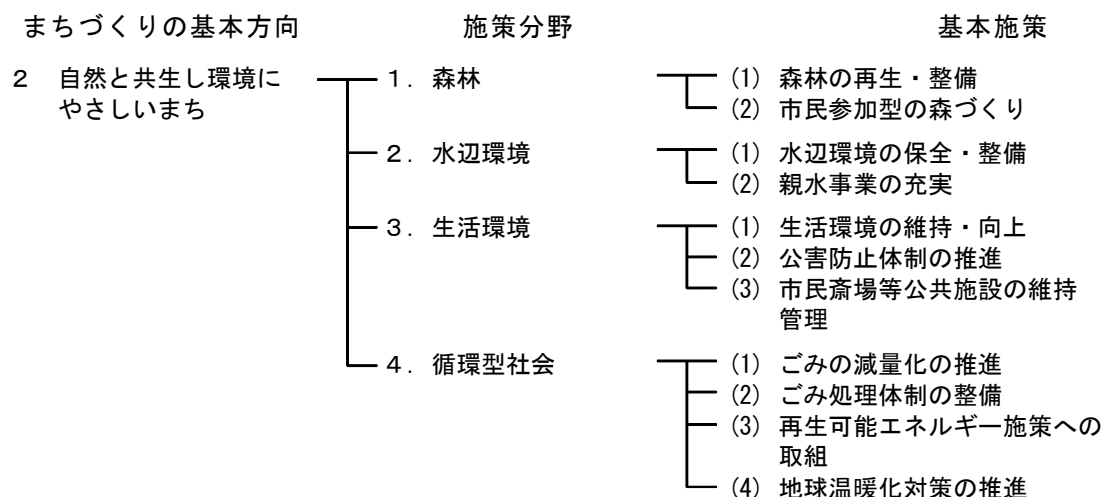 まちづくりの基本方向 施策分野 基本施策
２ 自然と共生し環境に １．森林 (1) 森林の再生・整備
やさしいまち (2) 市民参加型の森づくり
２．水辺環境 (1) 水辺環境の保全・整備
(2) 親水事業の充実
３．生活環境 (1) 生活環境の維持・向上
(2) 公害防止体制の推進
(3) 市民斎場等公共施設の維持
管理
４．循環型社会 (1) ごみの減量化の推進
(2) ごみ処理体制の整備
(3) 再生可能エネルギー施策への
取組
(4) 地球温暖化対策の推進